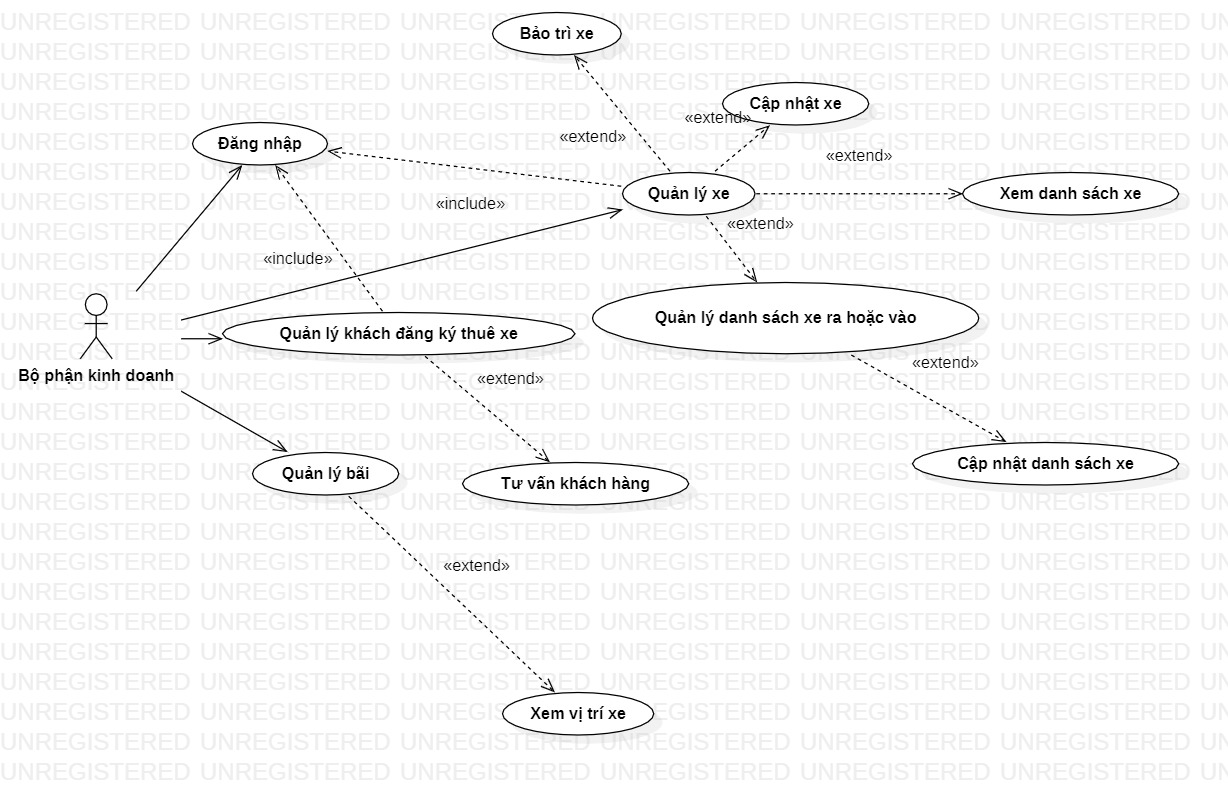 Bảo trì xe
Cập nhật xe
«extend»
«extend»
Đăng nhập
«extend»
Quản lý xe
Xem danh sách xe
«include»
«extend»
«include»
Quản lý danh sách xe ra hoặc vào
Quản lý khách đăng ký thuê xe
«extend»
Bộ phận kinh doanh
«extend»
Cập nhật danh sách xe
Quản lý bãi
Tư vấn khách hàng
«extend»
Xem vị trí xe
UNREGISTERED